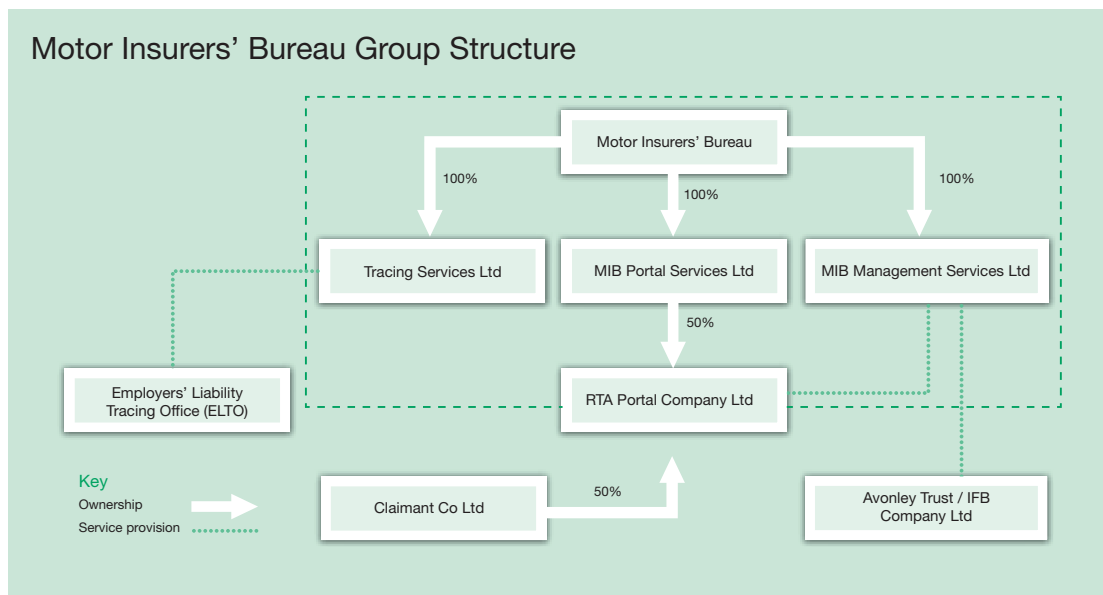 Motor Insurers’ Bureau Group Structure
Motor Insurers’ Bureau
100%
100%
100%
Tracing Services Ltd
MIB Portal Services Ltd
MIB Management Services Ltd
50%
Employers’ Liability
Tracing Office (ELTO)
RTA Portal Company Ltd
Key
Ownership
Service provision
Claimant Co Ltd
50%
Avonley Trust / IFB
Company Ltd